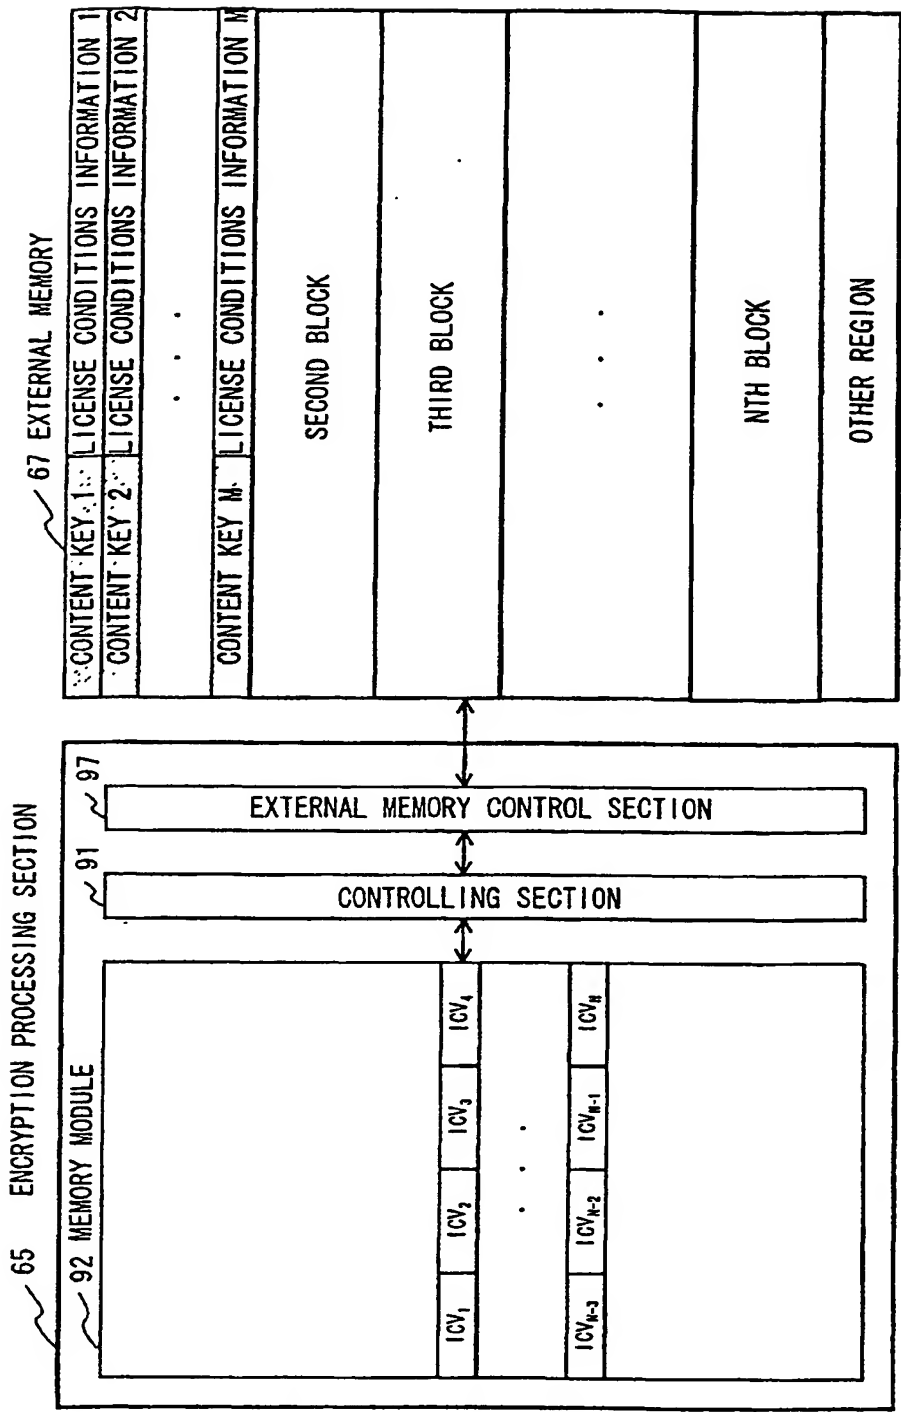 65 ENCRYPTION PROCESSING SECTION
92 MEMORY MODULE
ICV1 ICV2 ICV3 ICV4
. . .
ICVN-3 ICVN-2 ICVN-1 ICVN
91
CONTROLLING SECTION
97
EXTERNAL MEMORY CONTROL SECTION
67 EXTERNAL MEMORY
CONTENT KEY 1 LICENSE CONDITIONS INFORMATION 1
CONTENT KEY 2 LICENSE CONDITIONS INFORMATION 2
. . .
CONTENT KEY M LICENSE CONDITIONS INFORMATION M
SECOND BLOCK
THIRD BLOCK
. . .
NTH BLOCK
OTHER REGION